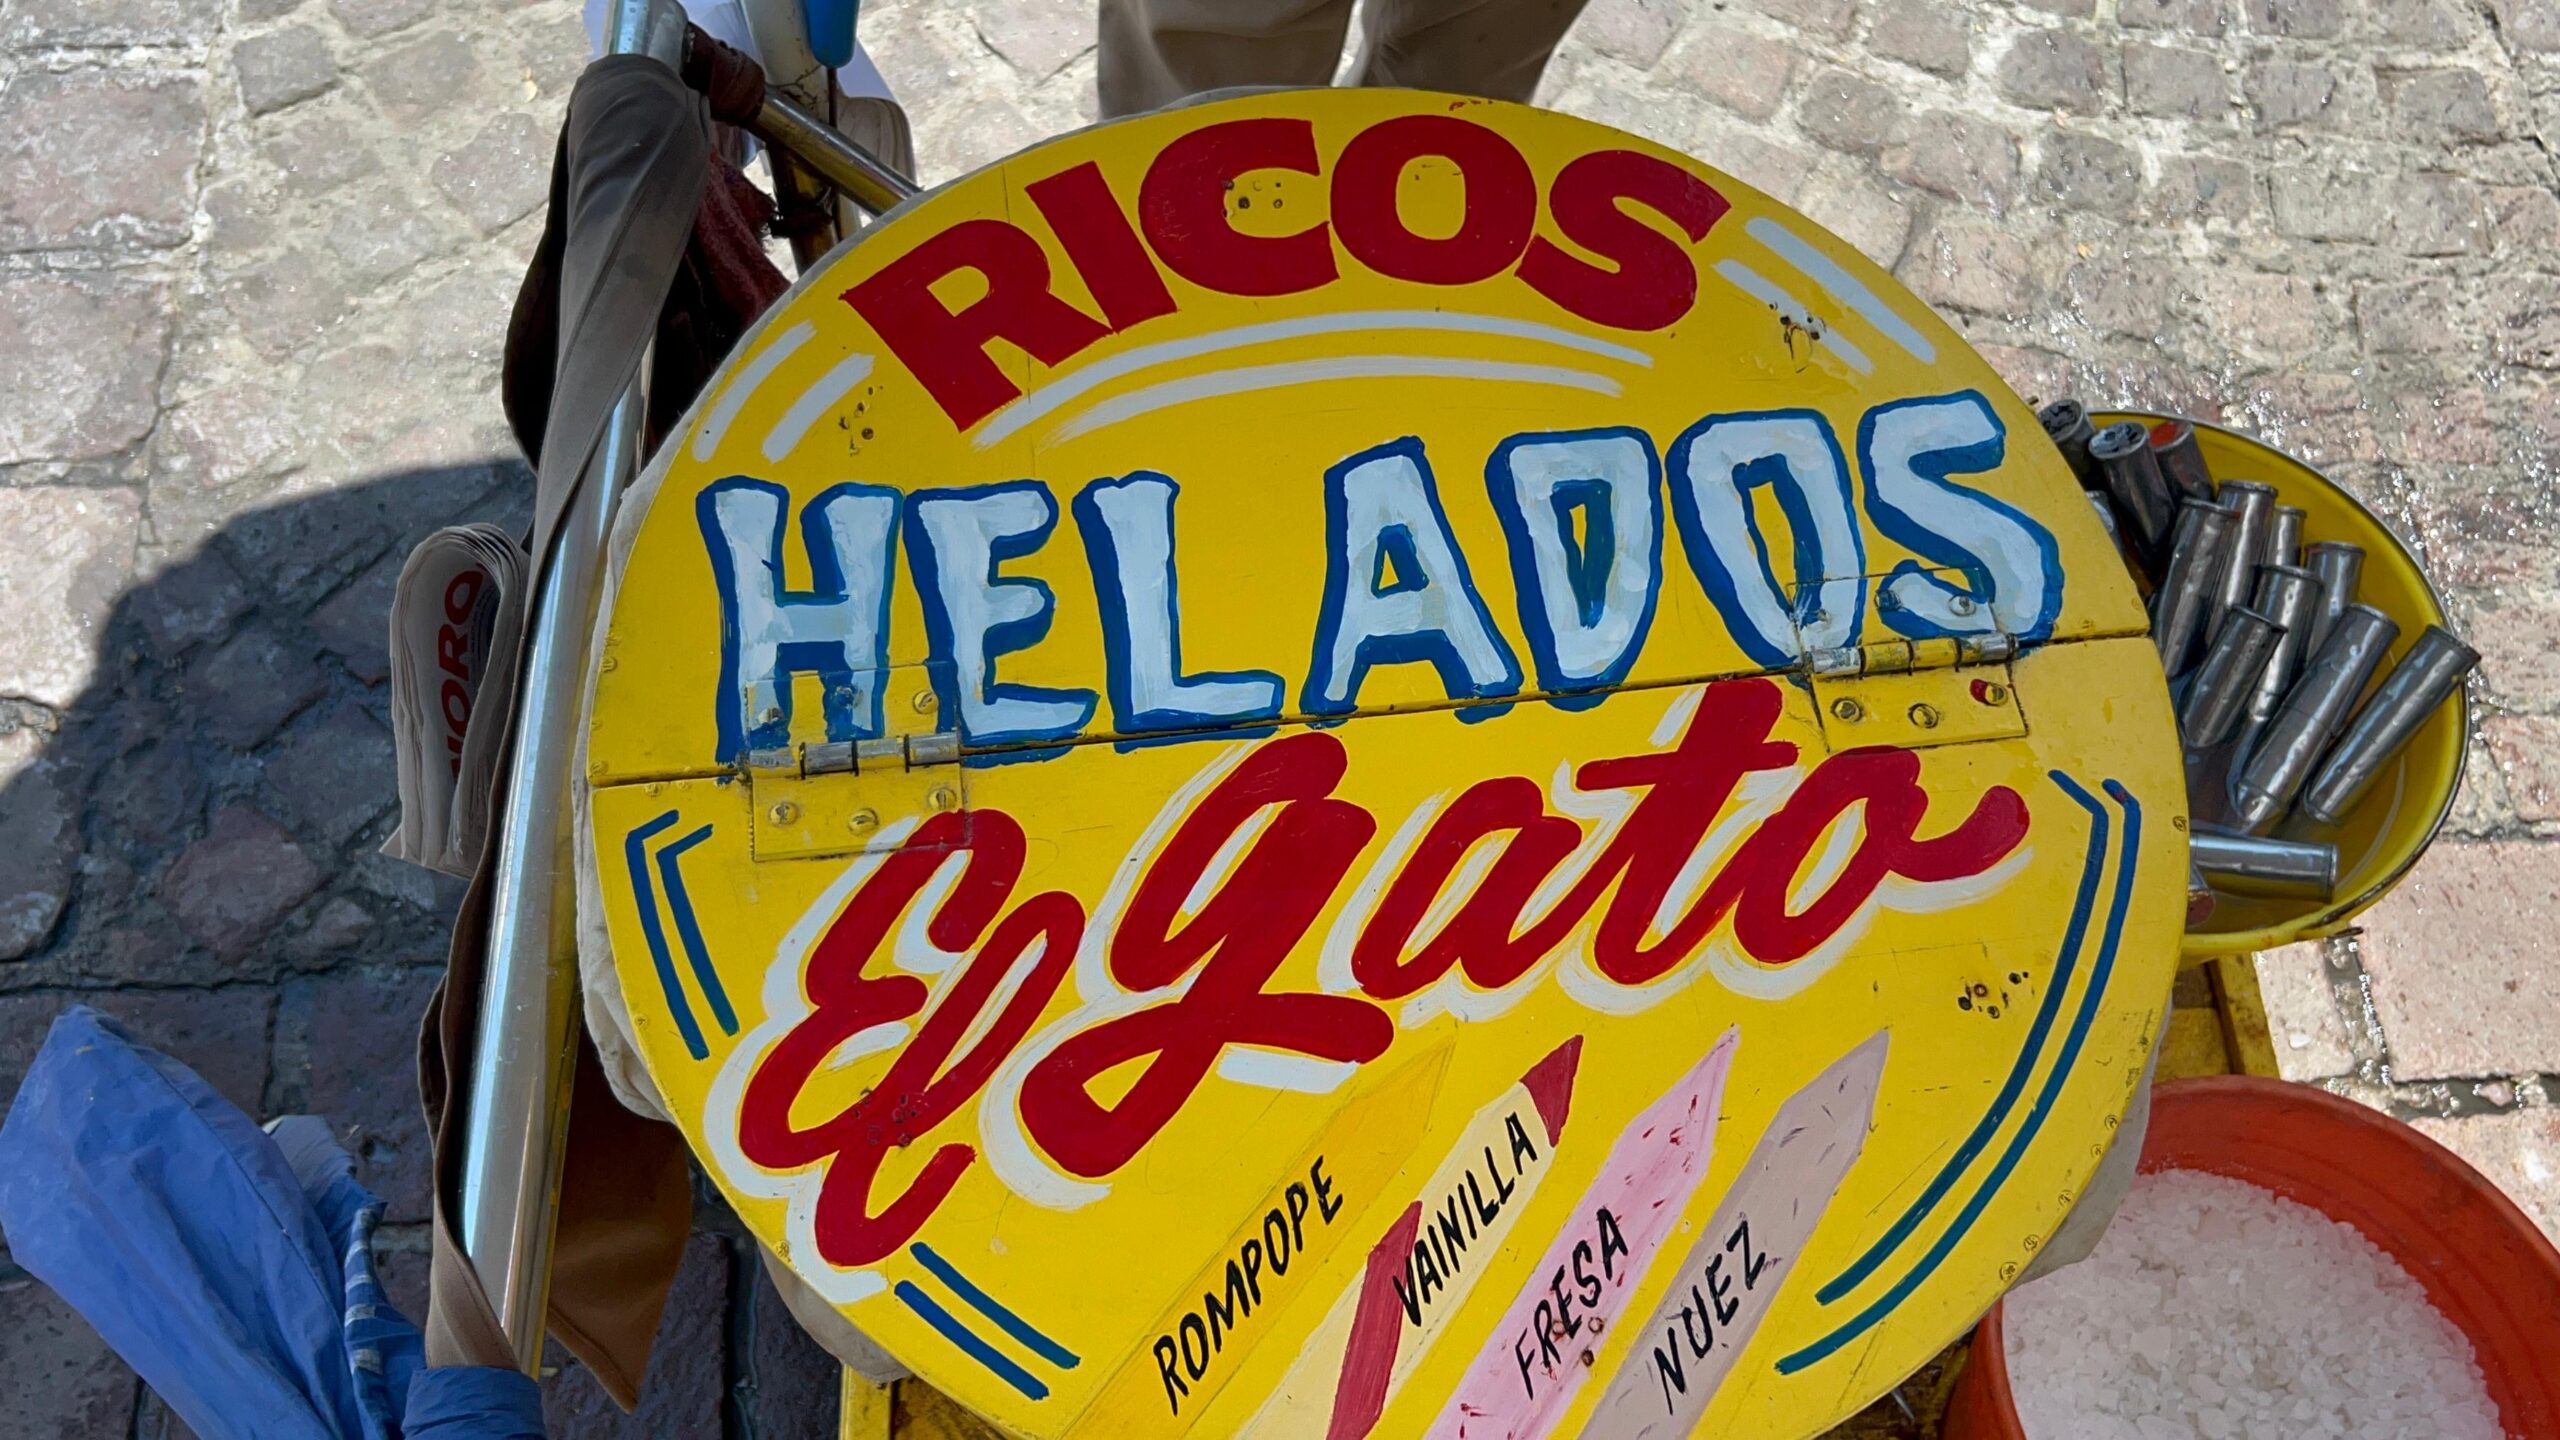 RICOS
HELADOS
El gato
ROMPOPE
VAINILLA
FRESA
NUEZ